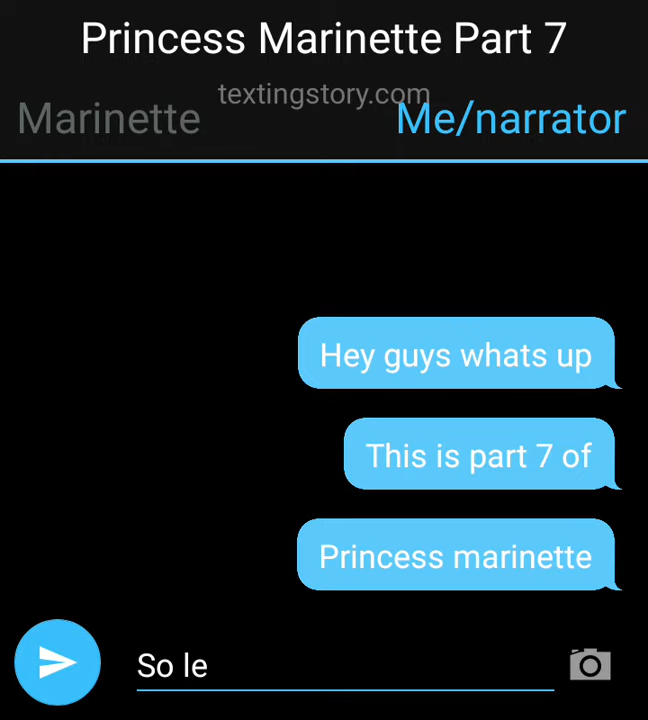 Princess Marinette Part 7
textingstory.com
Marinette Me/narrator
Hey guys whats up
This is part 7 of
Princess marinette
So le